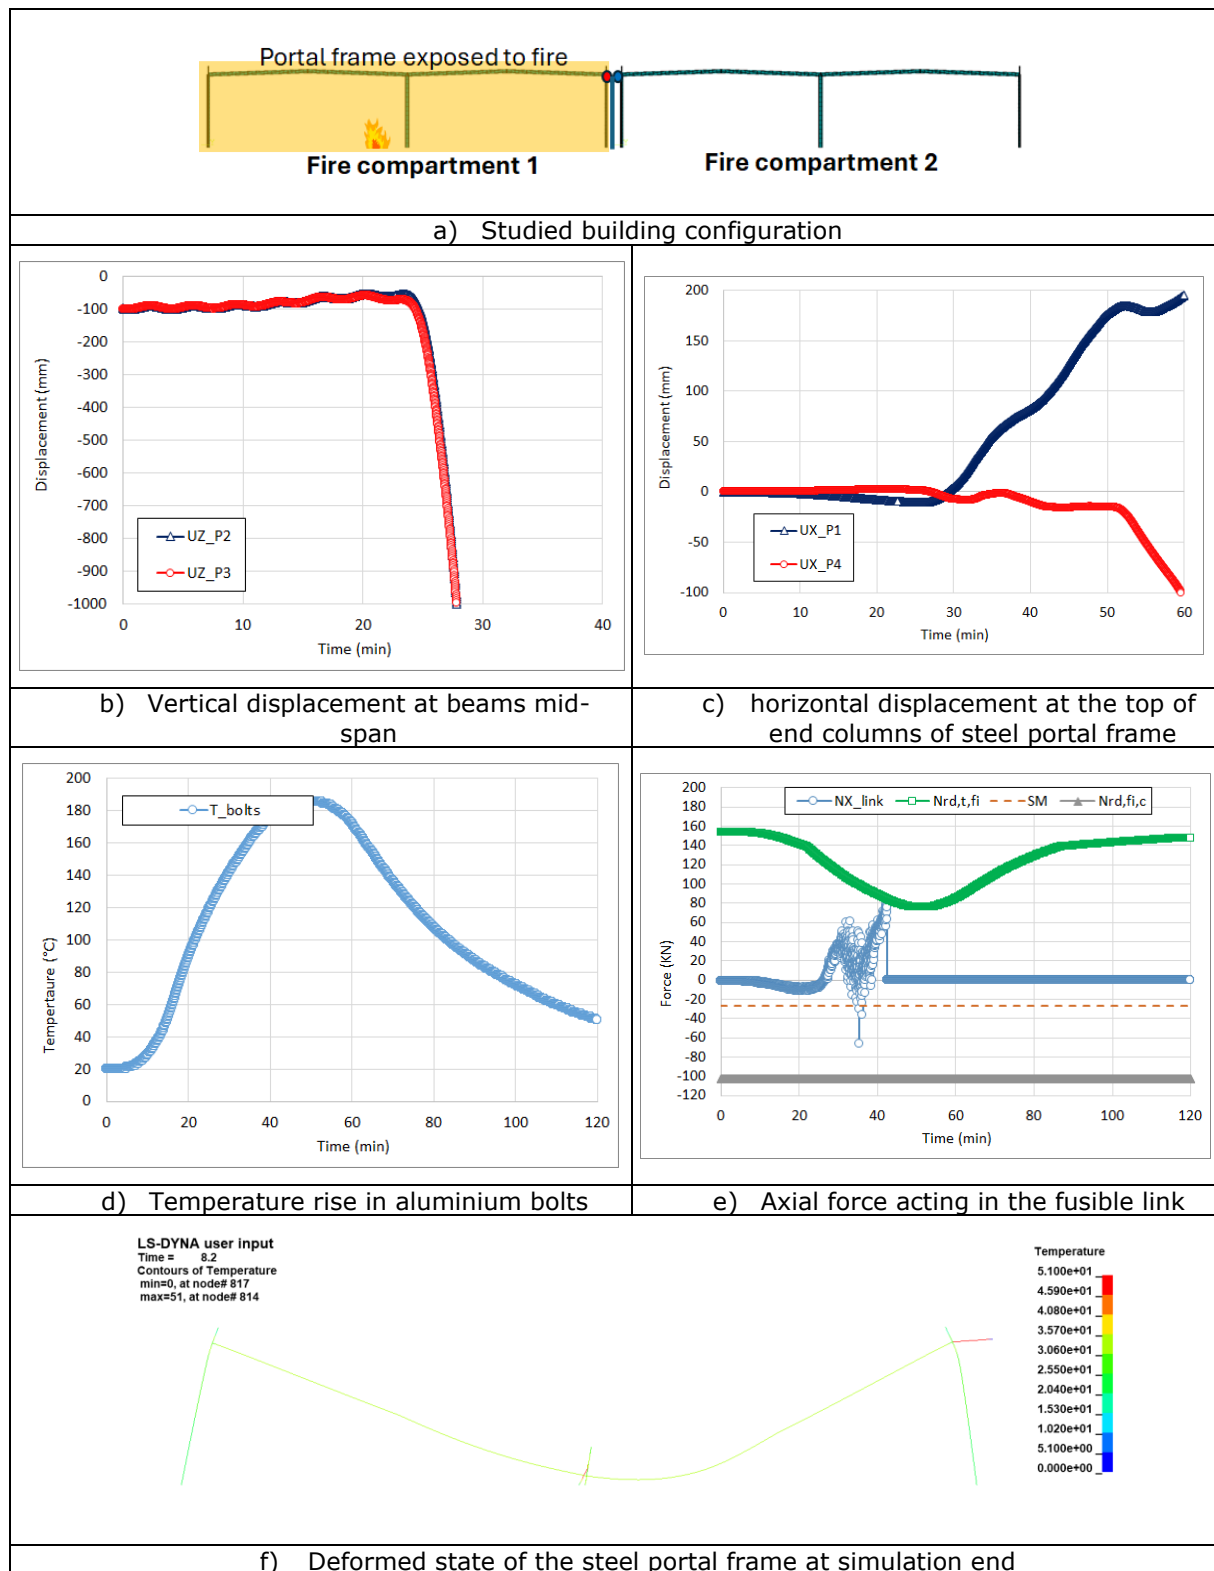 Portal frame exposed to fire
Fire compartment 1
Fire compartment 2
a) Studied building configuration
0
-100
-200
-300
-400
-500
-600
-700
-800
-900
-1000
Displacement (mm)
UZ_P2
UZ_P3
0 10 20 30 40
Time (min)
200
150
100
50
0
-50
-100
Displacement (mm)
UX_P1
UX_P4
0 10 20 30 40 50 60
Time (min)
b) Vertical displacement at beams mid-
span
c) horizontal displacement at the top of
end columns of steel portal frame
200
180
160
140
120
100
80
60
40
20
0
Tempertaure (°C)
T_bolts
0 20 40 60 80 100 120
Time (min)
200
180
160
140
120
100
80
60
40
20
0
-20
-40
-60
-80
-100
-120
Force (KN)
NX_link Nrd,t,fi SM Nrd,fi,c
0 20 40 60 80 100 120
Time (min)
d) Temperature rise in aluminium bolts
e) Axial force acting in the fusible link
LS-DYNA user input
Time = 8.2
Contours of Temperature
min=0, at node# 817
max=51, at node# 814
Temperature
5.100e+01
4.590e+01
4.080e+01
3.570e+01
3.060e+01
2.550e+01
2.040e+01
1.530e+01
1.020e+01
5.100e+00
0.000e+00
f) Deformed state of the steel portal frame at simulation end